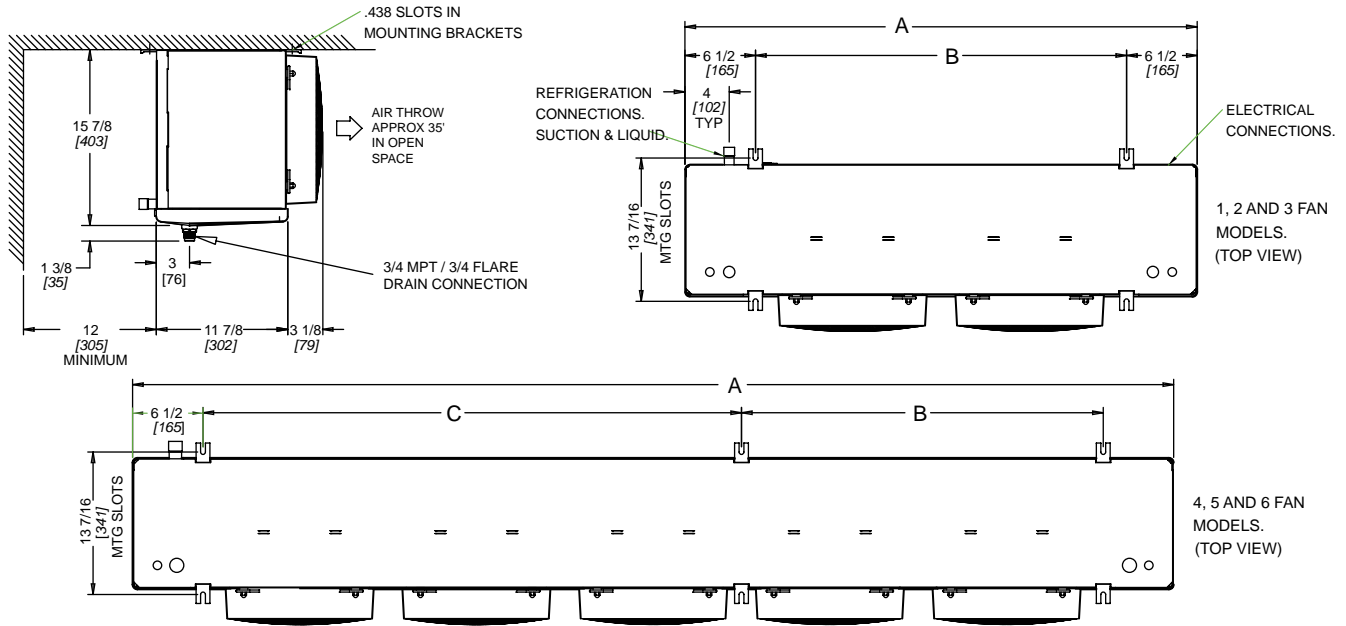 .438 SLOTS IN
MOUNTING BRACKETS
15 7/8
[403]
AIR THROW
APPROX 35'
IN OPEN
SPACE
1 3/8
[35]
3
[76]
3/4 MPT / 3/4 FLARE
DRAIN CONNECTION
12
[305]
MINIMUM
11 7/8
[302]
3 1/8
[79]
A
6 1/2
[165]
B
6 1/2
[165]
4
[102]
TYP
REFRIGERATION
CONNECTIONS.
SUCTION & LIQUID.
ELECTRICAL
CONNECTIONS.
13 7/16
[341]
MTG SLOTS
1, 2 AND 3 FAN
MODELS.
(TOP VIEW)
A
6 1/2
[165]
C
B
13 7/16
[341]
MTG SLOTS
4, 5 AND 6 FAN
MODELS.
(TOP VIEW)